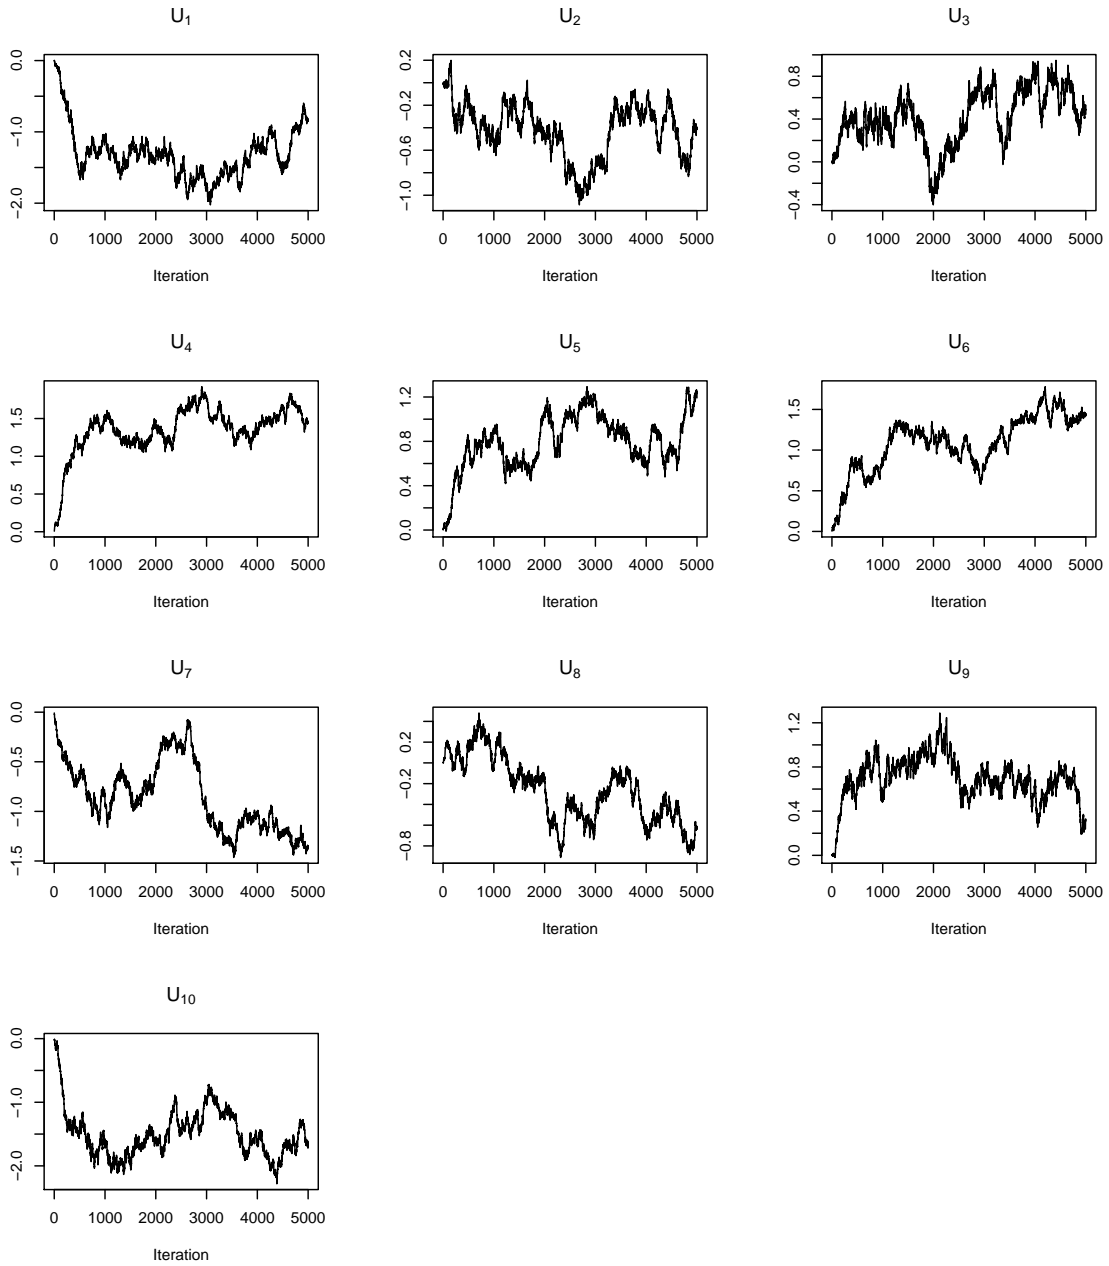 U1 U2 U3
0.0 -1.0 -2.0 0.2 -0.2 -0.6 -1.0 0.8 0.4 0.0 -0.4
0 1000 2000 3000 4000 5000 0 1000 2000 3000 4000 5000 0 1000 2000 3000 4000 5000
Iteration Iteration Iteration
U4 U5 U6
1.5 1.0 0.5 0.0 1.2 0.8 0.4 0.0 1.5 1.0 0.5 0.0
0 1000 2000 3000 4000 5000 0 1000 2000 3000 4000 5000 0 1000 2000 3000 4000 5000
Iteration Iteration Iteration
U7 U8 U9
0.0 -0.5 -1.0 -1.5 0.2 -0.2 -0.8 1.2 0.8 0.4 0.0
0 1000 2000 3000 4000 5000 0 1000 2000 3000 4000 5000 0 1000 2000 3000 4000 5000
Iteration Iteration Iteration
U10
0.0 -1.0 -2.0
0 1000 2000 3000 4000 5000
Iteration